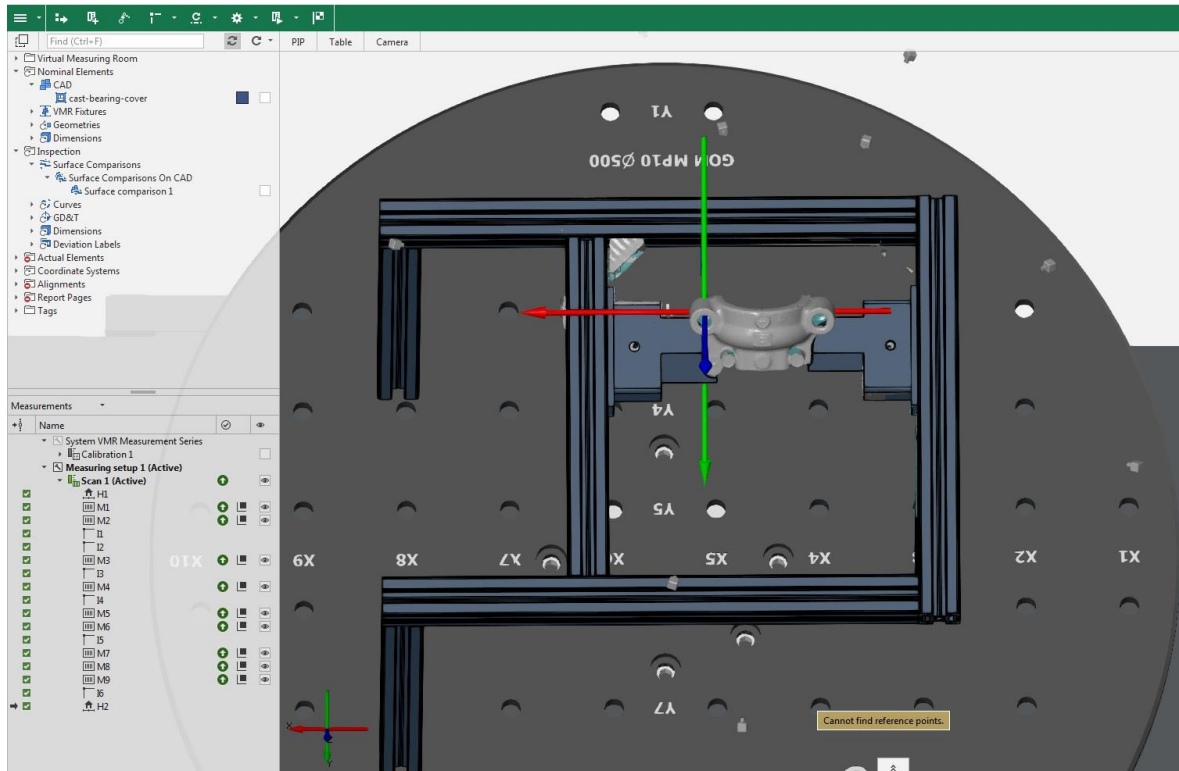 Find (Ctrl+F)
PIP
Table
Camera
Virtual Measuring Room
Nominal Elements
CAD
cast-bearing-cover
VMR Fixtures
Geometries
Dimensions
Inspection
Surface Comparisons
Surface Comparisons On CAD
Surface comparison 1
Curves
GD&T
Dimensions
Deviation Labels
Actual Elements
Coordinate Systems
Alignments
Report Pages
Tags
Measurements
Name
System VMR Measurement Series
Calibration 1
Measuring setup 1 (Active)
Scan 1 (Active)
H1
M1
M2
I1
I2
M3
I3
M4
I4
M5
M6
I5
M7
M8
M9
I6
H2
Y1
GOM MP10 Ø500
Y4
Y5
X10
X9
X8
X7
X5
X4
X2
X1
Y7
Cannot find reference points.
X
Y